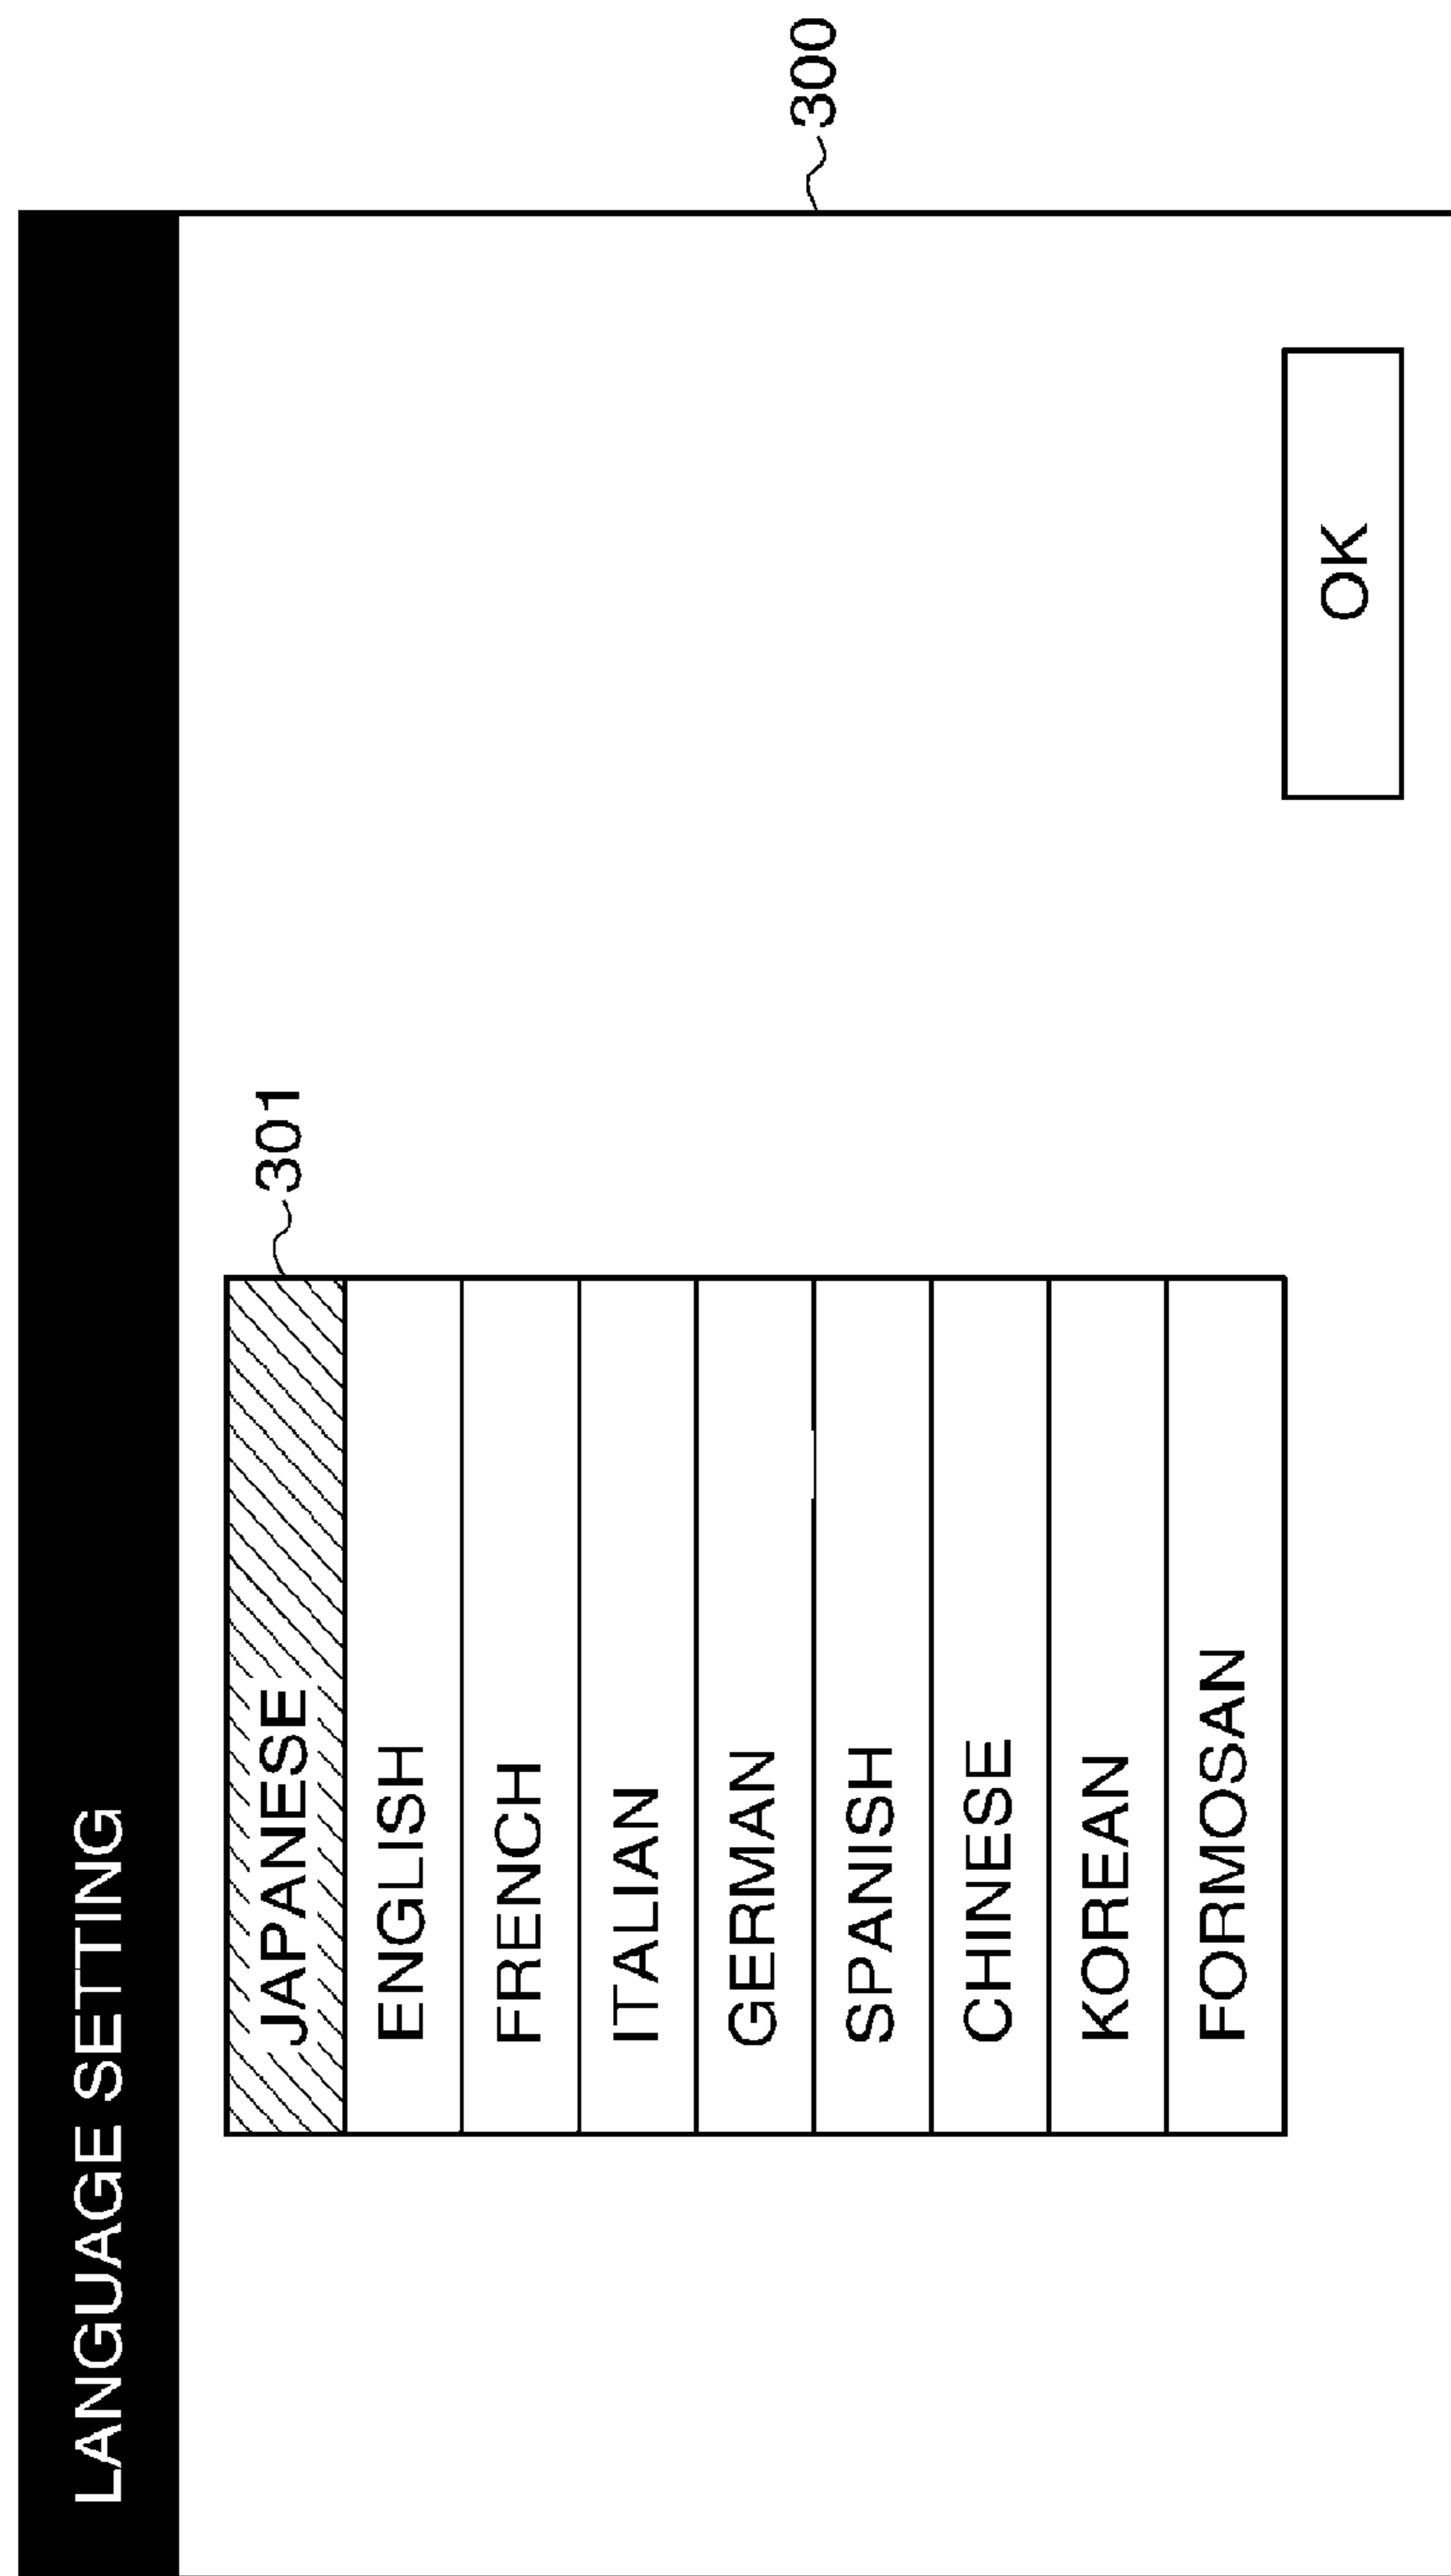 LANGUAGE SETTING
301
JAPANESE
ENGLISH
FRENCH
ITALIAN
GERMAN
SPANISH
CHINESE
KOREAN
FORMOSAN
300
OK